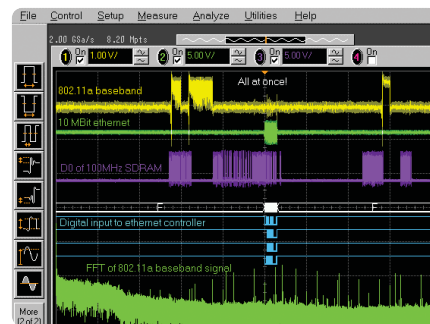 File Control Setup Measure Analyze Utilities Help
2.00 GSa/s 8.20 Mpts
1 On 1.00 V/ 2 On 5.00 V/ 3 On 5.00 V/ 4 On
All at once!
802.11a baseband
10 MBit ethernet
D0 of 100MHz SDRAM
F F
Digital input to ethernet controller
FFT of 802.11a baseband signal
More
(2 of 2)